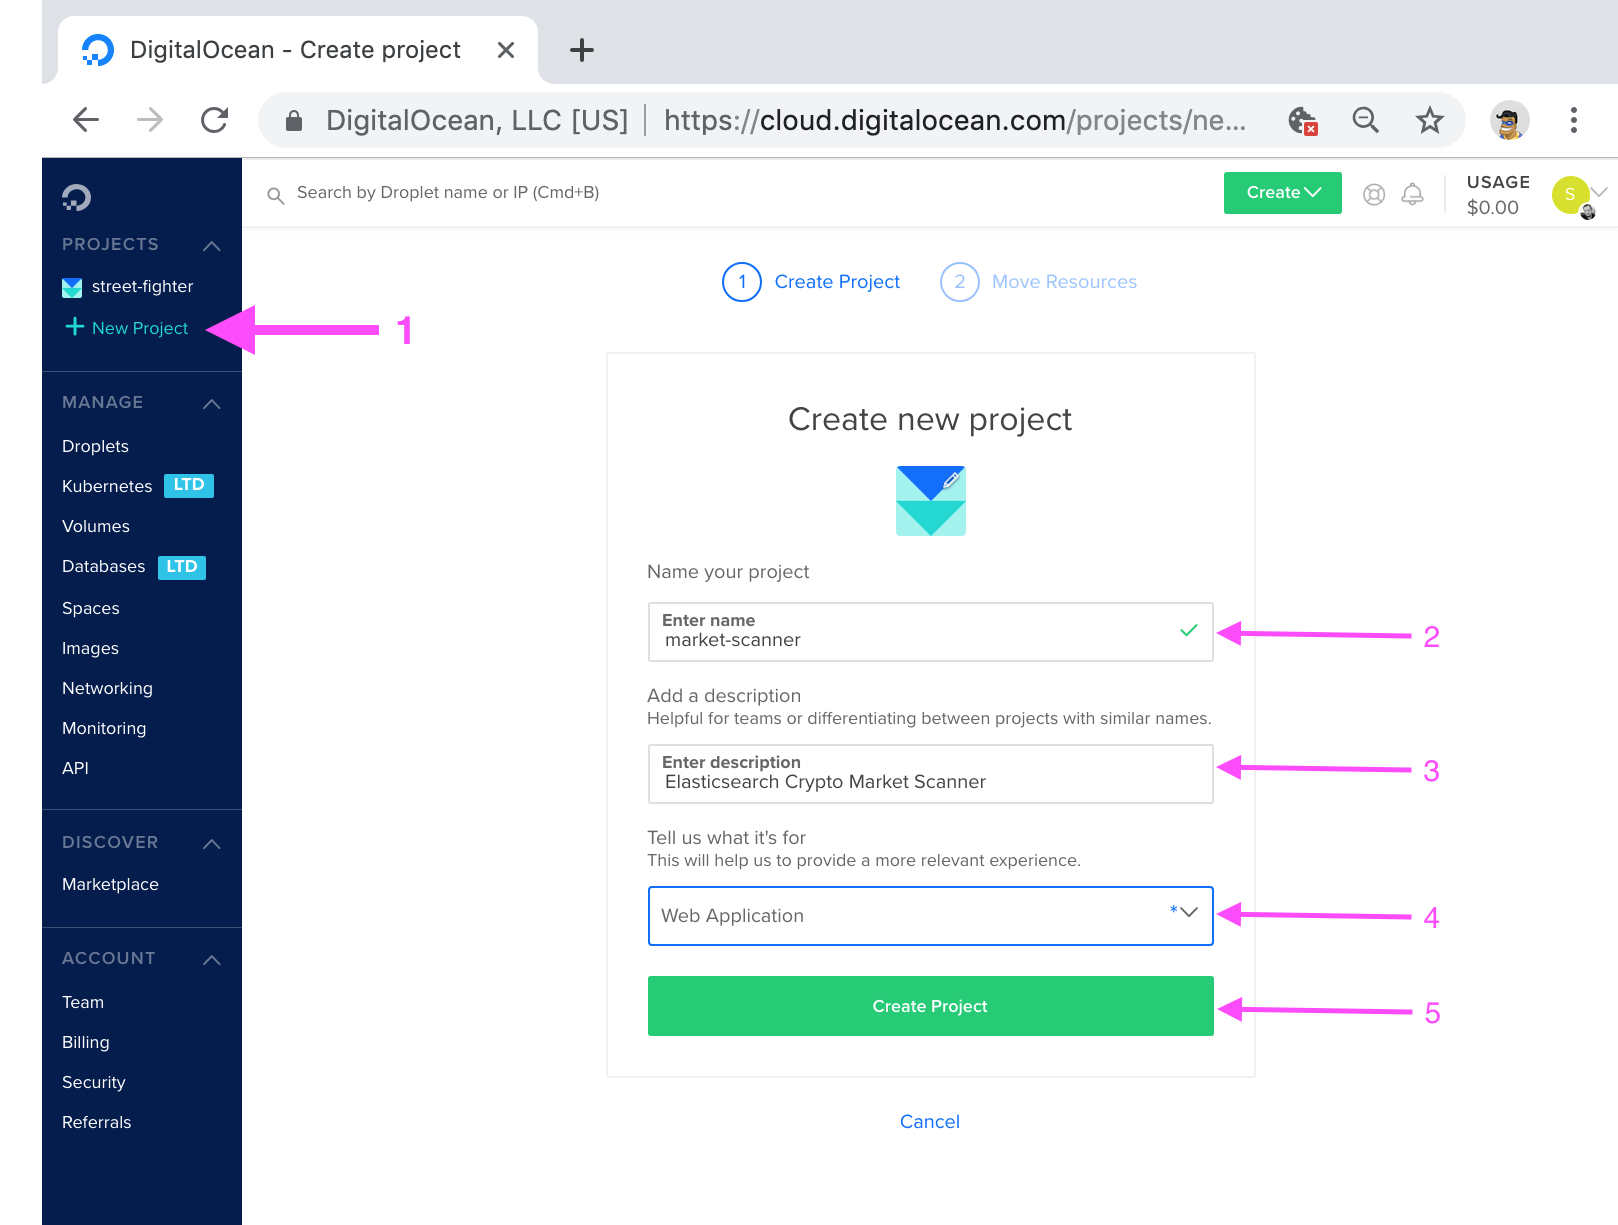 DigitalOcean - Create project
DigitalOcean, LLC [US] | https://cloud.digitalocean.com/projects/ne...
Search by Droplet name or IP (Cmd+B)
Create
USAGE
$0.00
S
PROJECTS
street-fighter
+ New Project
1
MANAGE
Droplets
Kubernetes LTD
Volumes
Databases LTD
Spaces
Images
Networking
Monitoring
API
DISCOVER
Marketplace
ACCOUNT
Team
Billing
Security
Referrals
1 Create Project
2 Move Resources
Create new project
Name your project
Enter name
market-scanner
2
Add a description
Helpful for teams or differentiating between projects with similar names.
Enter description
Elasticsearch Crypto Market Scanner
3
Tell us what it's for
This will help us to provide a more relevant experience.
Web Application *
4
Create Project
5
Cancel